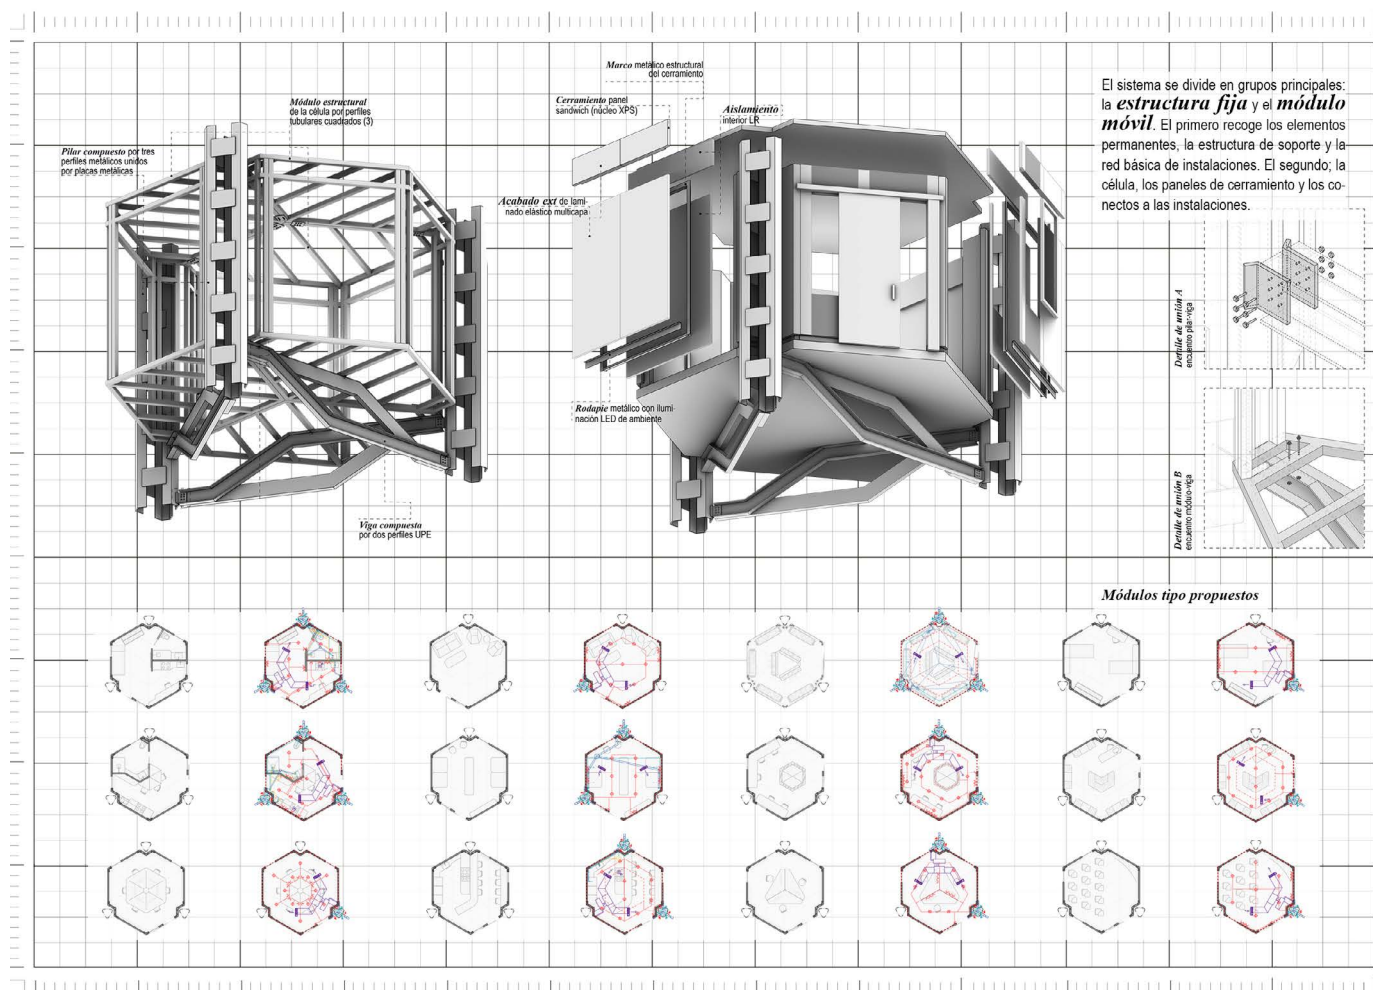 Marco metálico estructural
del cerramiento
Cerramiento panel
sandwich (núcleo XPS)
Aislamiento
interior LR
Módulo estructural
de la célula por perfiles
tubulares cuadrados (3)
Pilar compuesto por tres
perfiles metálicos unidos
por placas metálicas
Acabado ext de lami-
nado elástico multicapa
Rodapie metálico con ilumi-
nación LED de ambiente
Viga compuesta
por dos perfiles UPE
El sistema se divide en grupos principales:
la estructura fija y el módulo
móvil. El primero recoge los elementos
permanentes, la estructura de soporte y la
red básica de instalaciones. El segundo; la
célula, los paneles de cerramiento y los co-
nectos a las instalaciones.
Detalle de unión A
encuentro pilar-viga
Detalle de unión B
encuentro módulo-viga
Módulos tipo propuestos